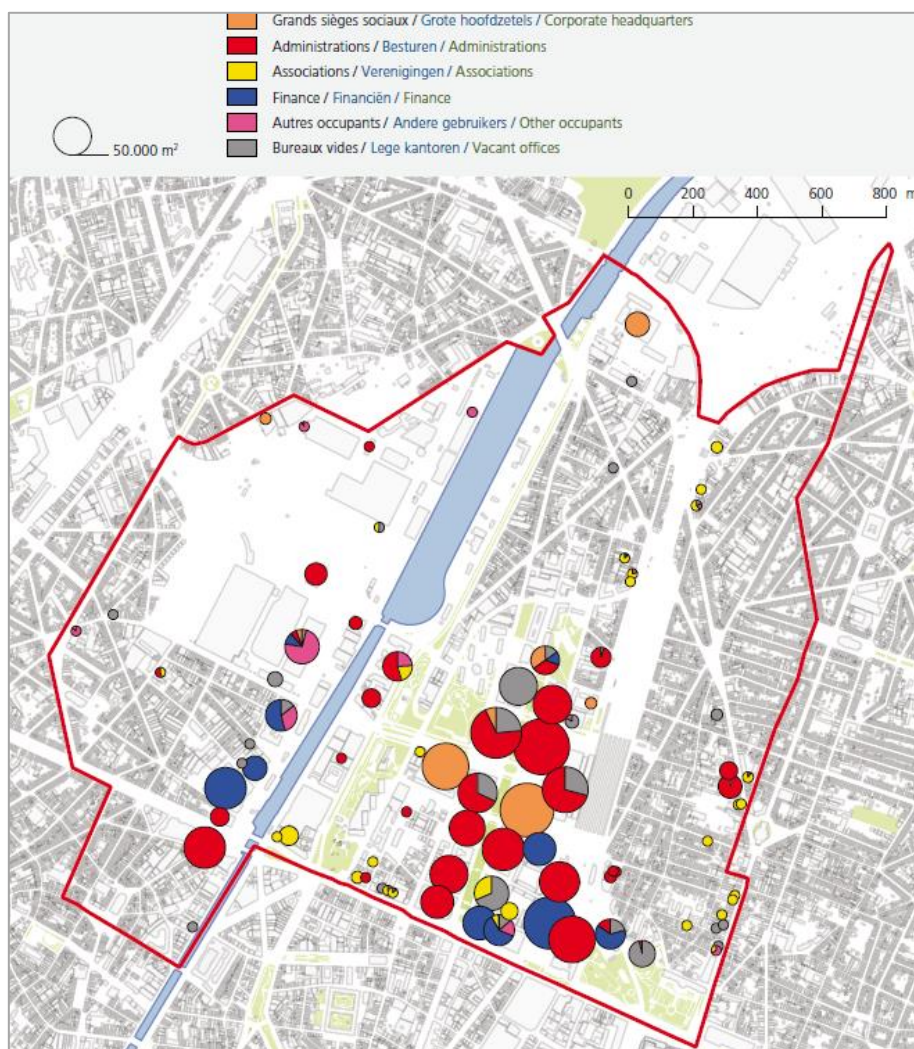 Grands sièges sociaux / Grote hoofdzetels / Corporate headquarters
Administrations / Besturen / Administrations
Associations / Verenigingen / Associations
Finance / Financiën / Finance
Autres occupants / Andere gebruikers / Other occupants
50.000 m²
Bureaux vides / Lege kantoren / Vacant offices
0 200 400 600 800 m